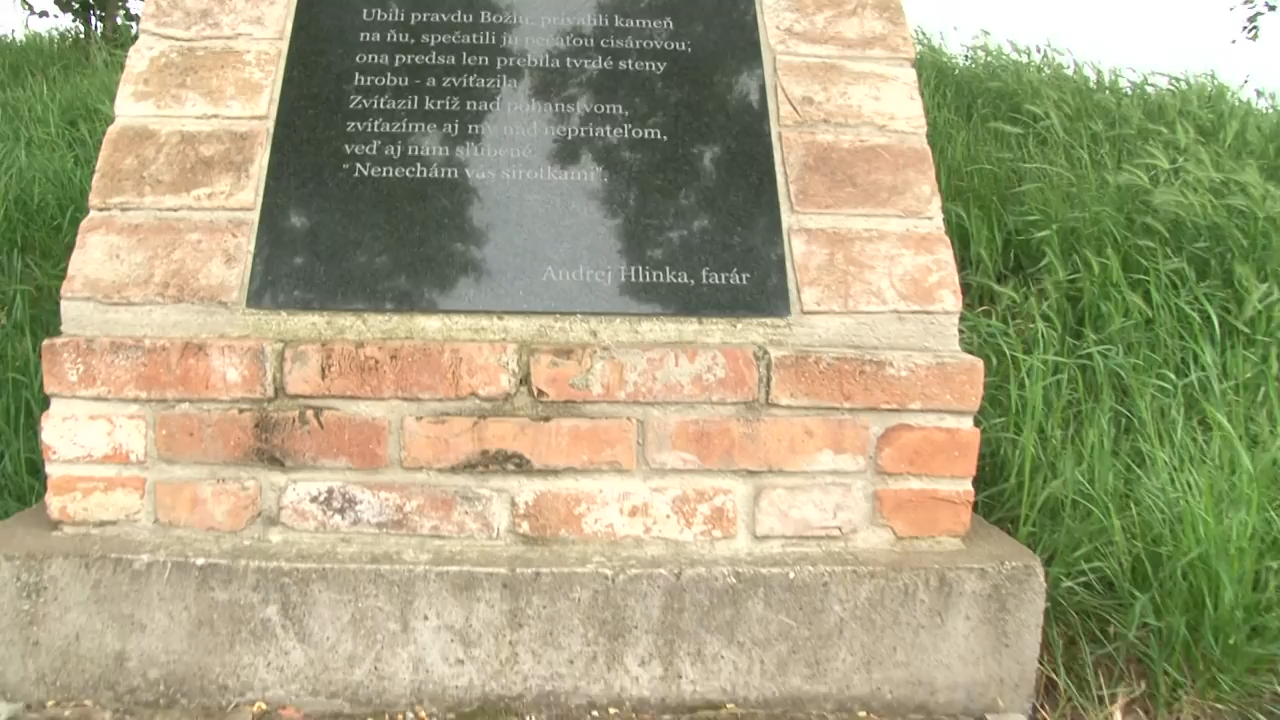 Ubili pravdu Božiu, privalili kameň
na ňu, spečatili ju pečaťou cisárovou;
ona predsa len prebila tvrdé steny
hrobu - a zvíťazila
Zvíťazil kríž nad pohanstvom,
zvíťazíme aj my nad nepriateľom,
veď aj nám sľúbené:
" Nenechám vás sirotkami".
Andrej Hlinka, farár